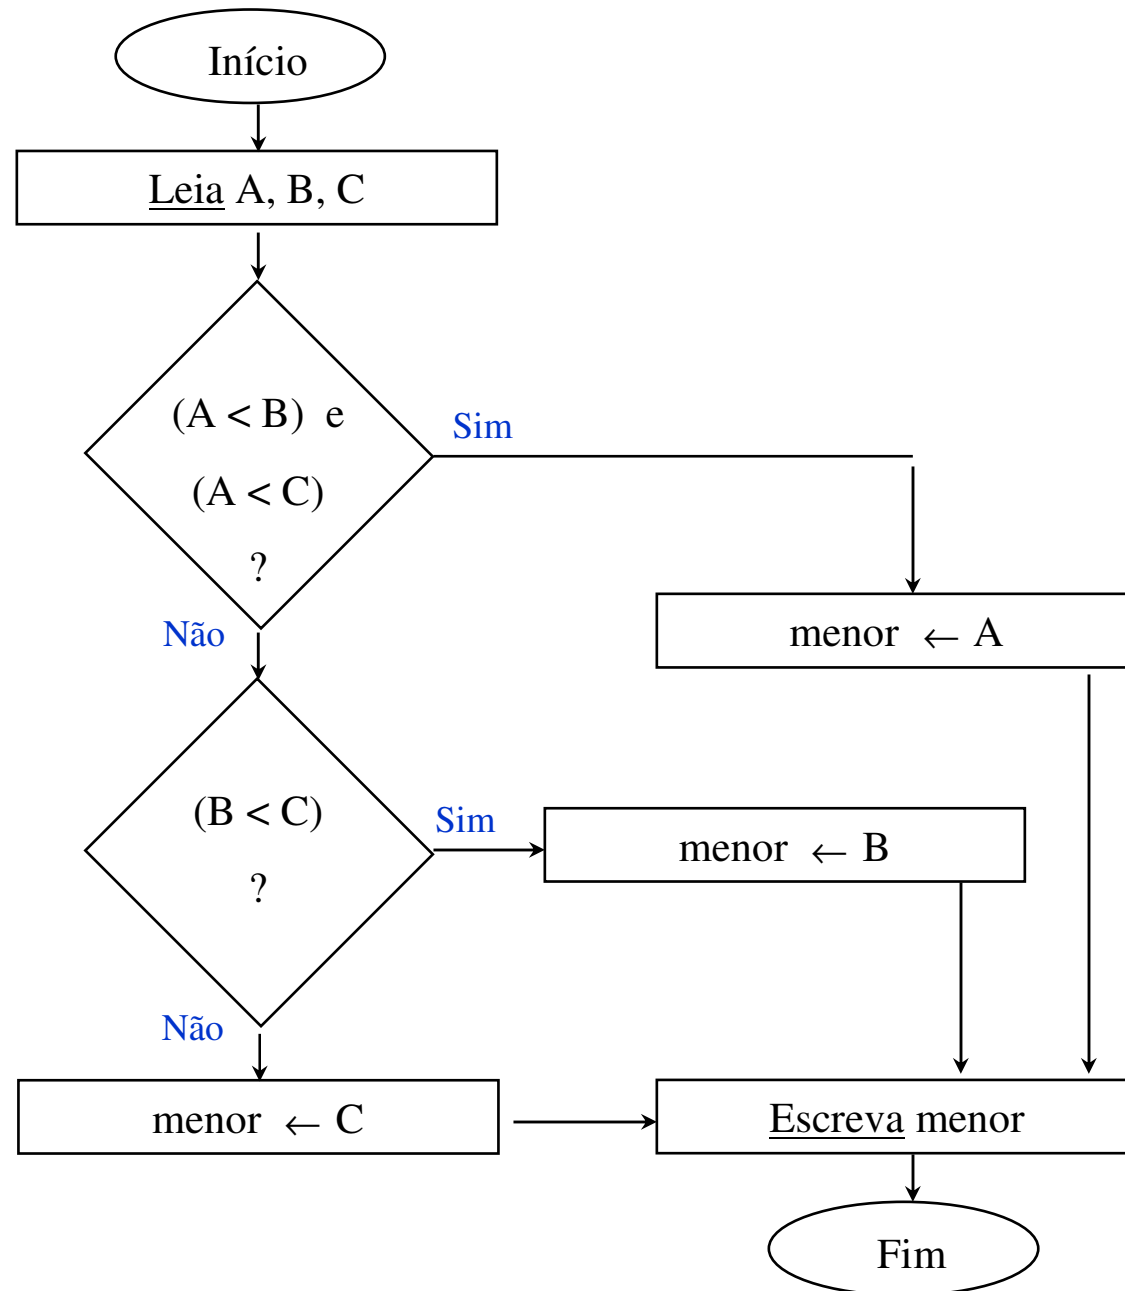 Início
Leia A, B, C
(A < B) e
Sim
(A < C)
?
Não
menor ← A
(B < C)
Sim
?
menor ← B
Não
menor ← C
Escreva menor
Fim